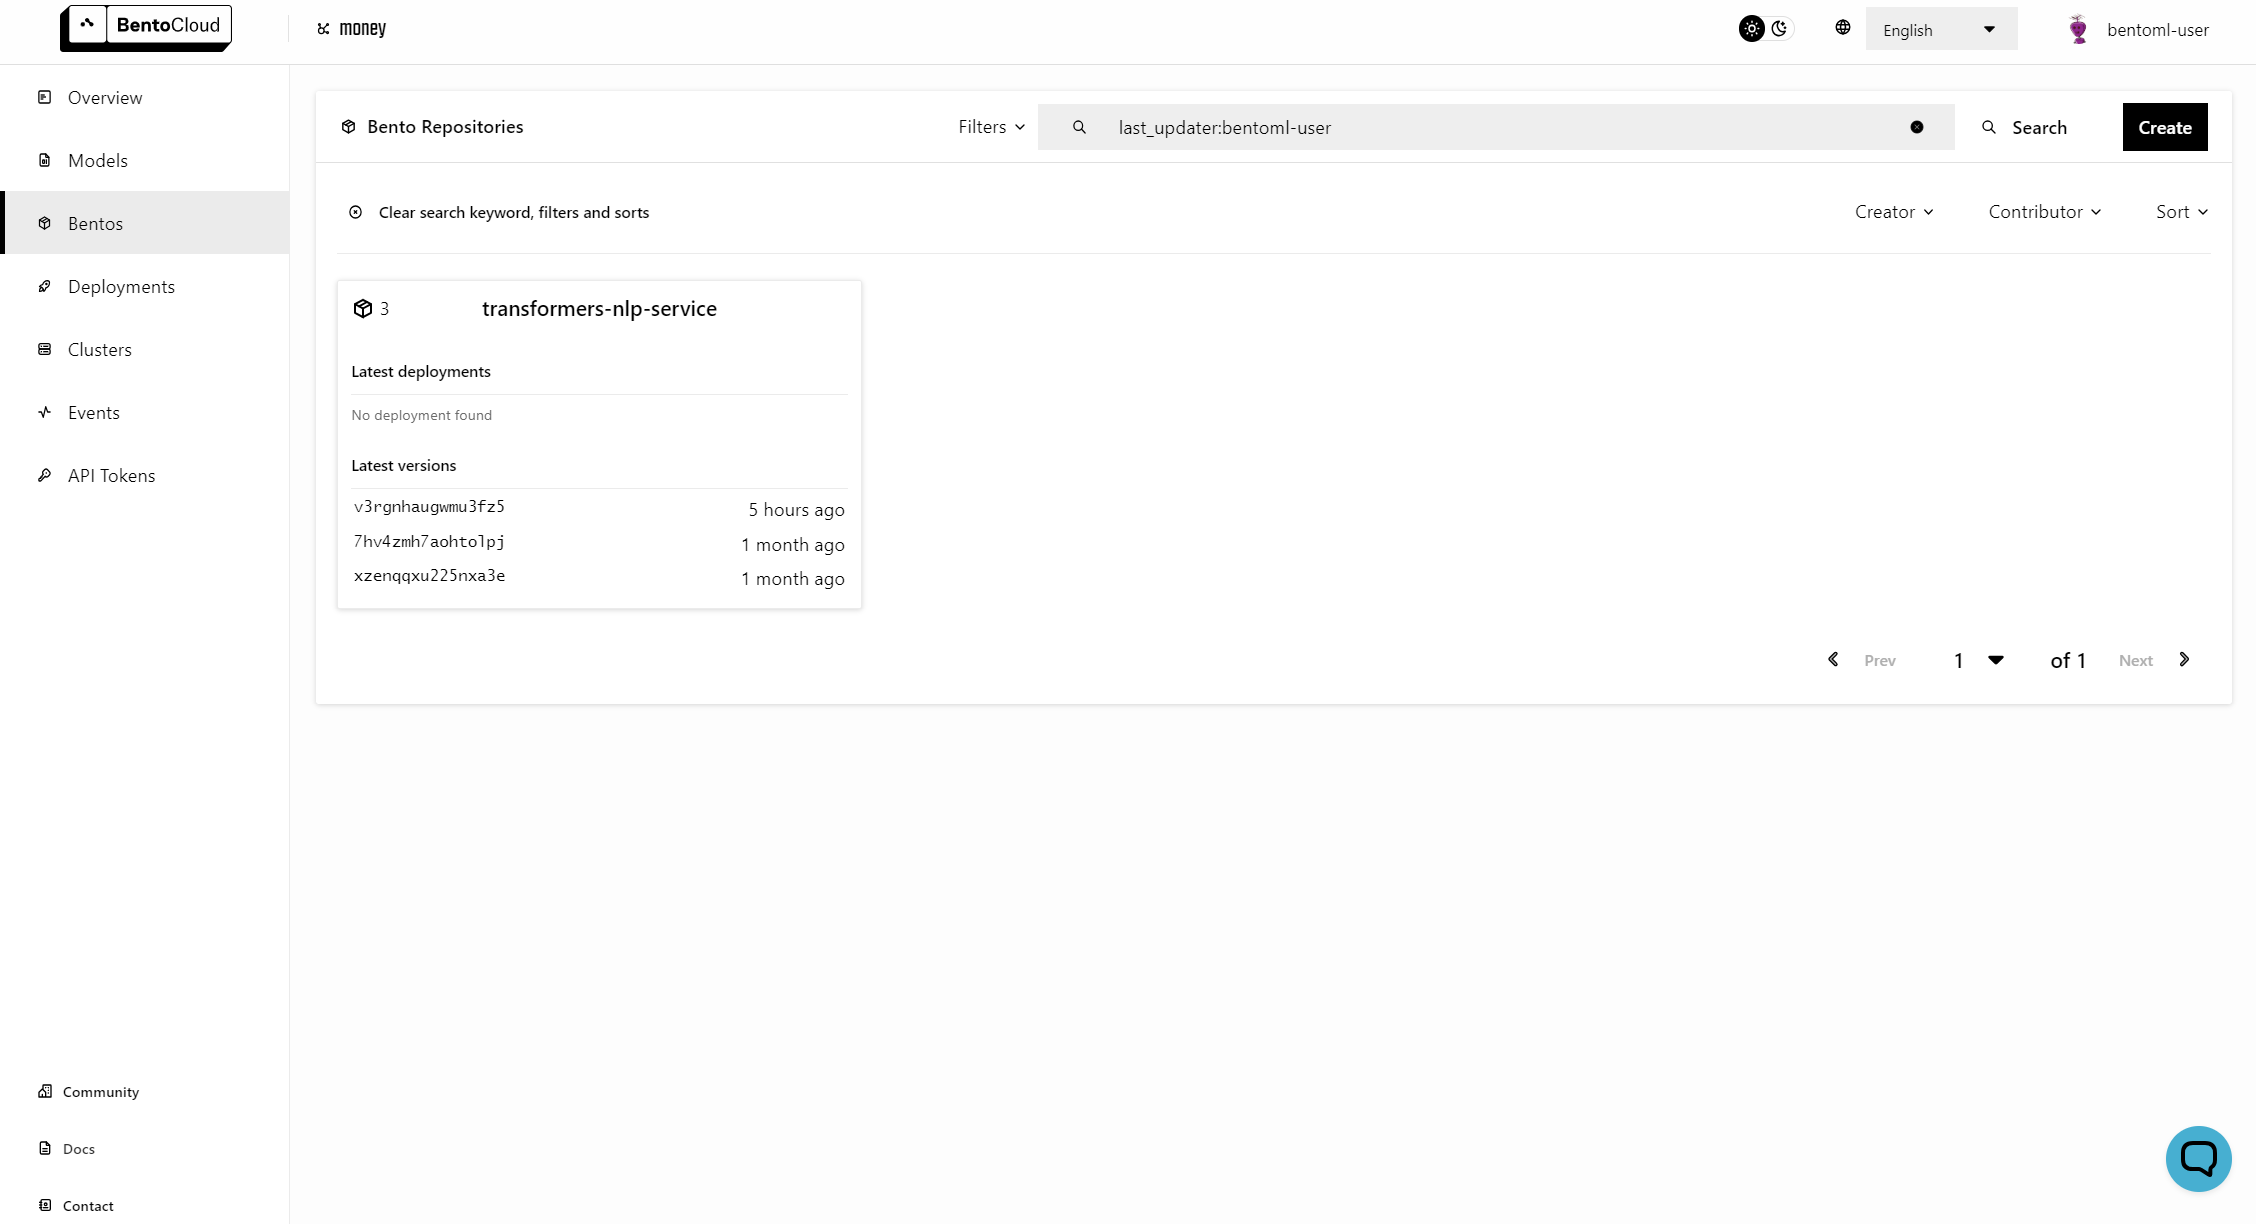 BentoCloud
money
English
bentoml-user
Overview
Models
Bentos
Deployments
Clusters
Events
API Tokens
Bento Repositories
Filters
last_updater:bentoml-user
Search
Create
Clear search keyword, filters and sorts
Creator
Contributor
Sort
3
transformers-nlp-service
Latest deployments
No deployment found
Latest versions
v3rgnhaugwmu3fz5 5 hours ago
7hv4zmh7aohtolpj 1 month ago
xzenqqxu225nxa3e 1 month ago
Prev 1 of 1 Next
Community
Docs
Contact